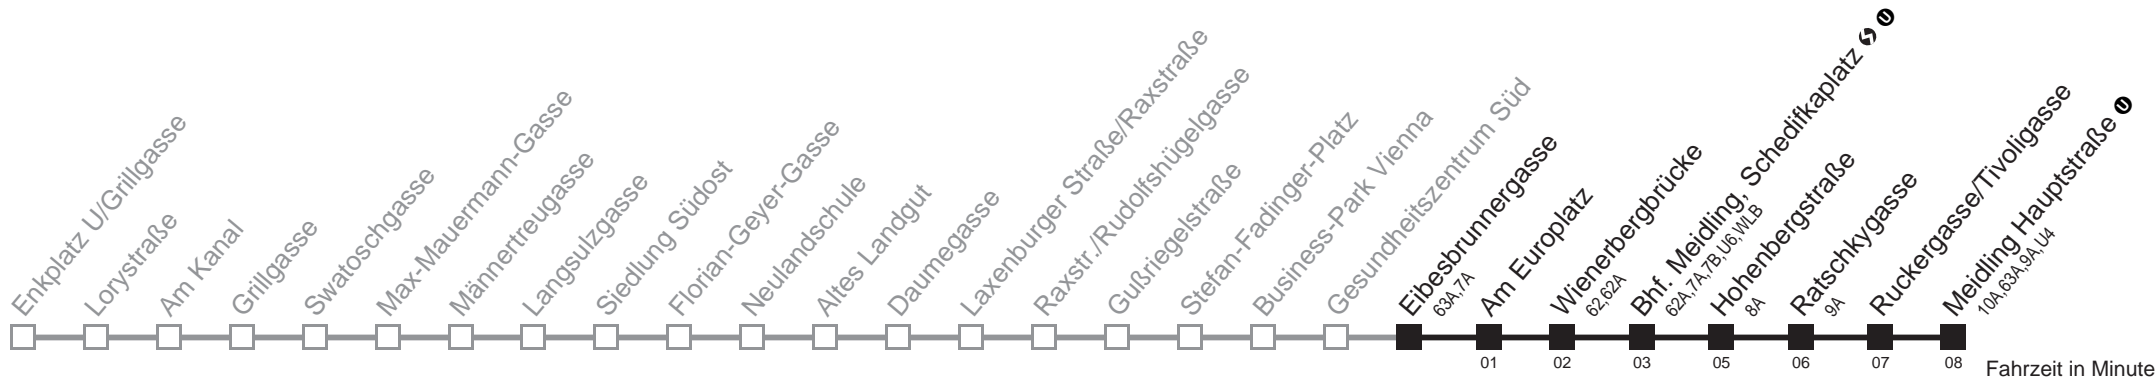 Enkplatz U/Grillgasse
Lorystraße
Am Kanal
Grillgasse
Swatoschgasse
Max-Mauermann-Gasse
Männertreugasse
Langsulzgasse
Siedlung Südost
Florian-Geyer-Gasse
Neulandschule
Altes Landgut
Daumegasse
Laxenburger Straße/Raxstraße
Raxstr./Rudolfshügelgasse
Gußriegelstraße
Stefan-Fadinger-Platz
Business-Park Vienna
Gesundheitszentrum Süd
Eibesbrunnergasse
63A,7A
Am Europlatz
Wienerbergbrücke
62,62A
Bhf. Meidling, Schedifkaplatz U
62A,7A,7B,U6,WLB
Hohenbergstraße
8A
Ratschkygasse
9A
Ruckergasse/Tivoligasse
Meidling Hauptstraße U
10A,63A,9A,U4
01 02 03 05 06 07 08
Fahrzeit in Minute